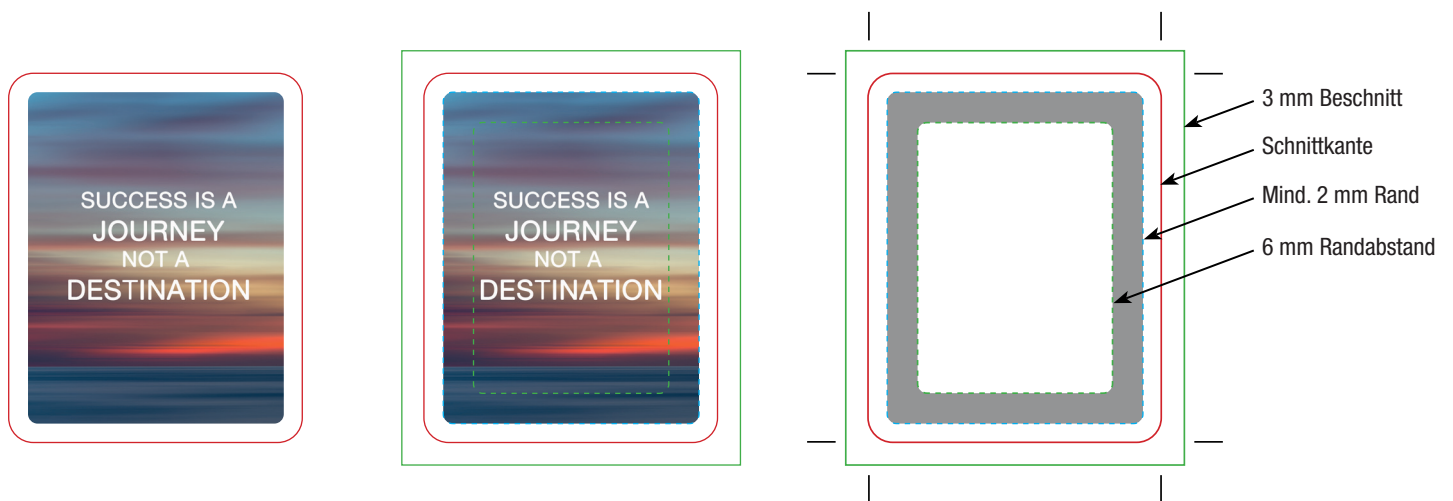 SUCCESS IS A
JOURNEY
NOT A
DESTINATION
SUCCESS IS A
JOURNEY
NOT A
DESTINATION
3 mm Beschnitt
Schnittkante
Mind. 2 mm Rand
6 mm Randabstand